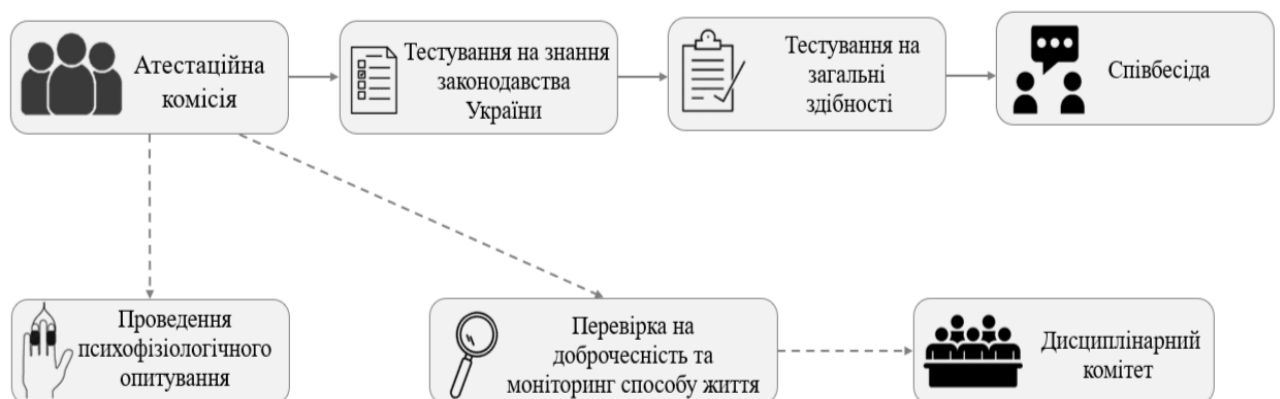 Атестаційна
комісія
Тестування на знання
законодавства
України
Тестування на
загальні
здібності
Співбесіда
Проведення
психофізіологічного
опитування
Перевірка на
доброчесність та
моніторинг способу життя
Дисциплінарний
комітет